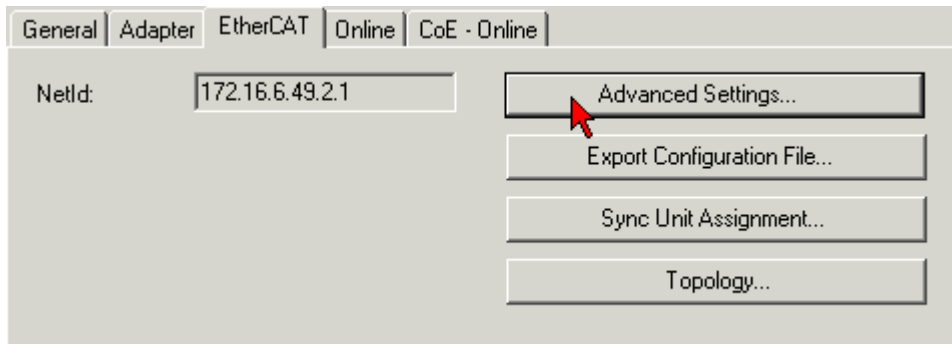 General Adapter EtherCAT Online CoE - Online
NetId: 172.16.6.49.2.1 Advanced Settings...
Export Configuration File...
Sync Unit Assignment...
Topology...